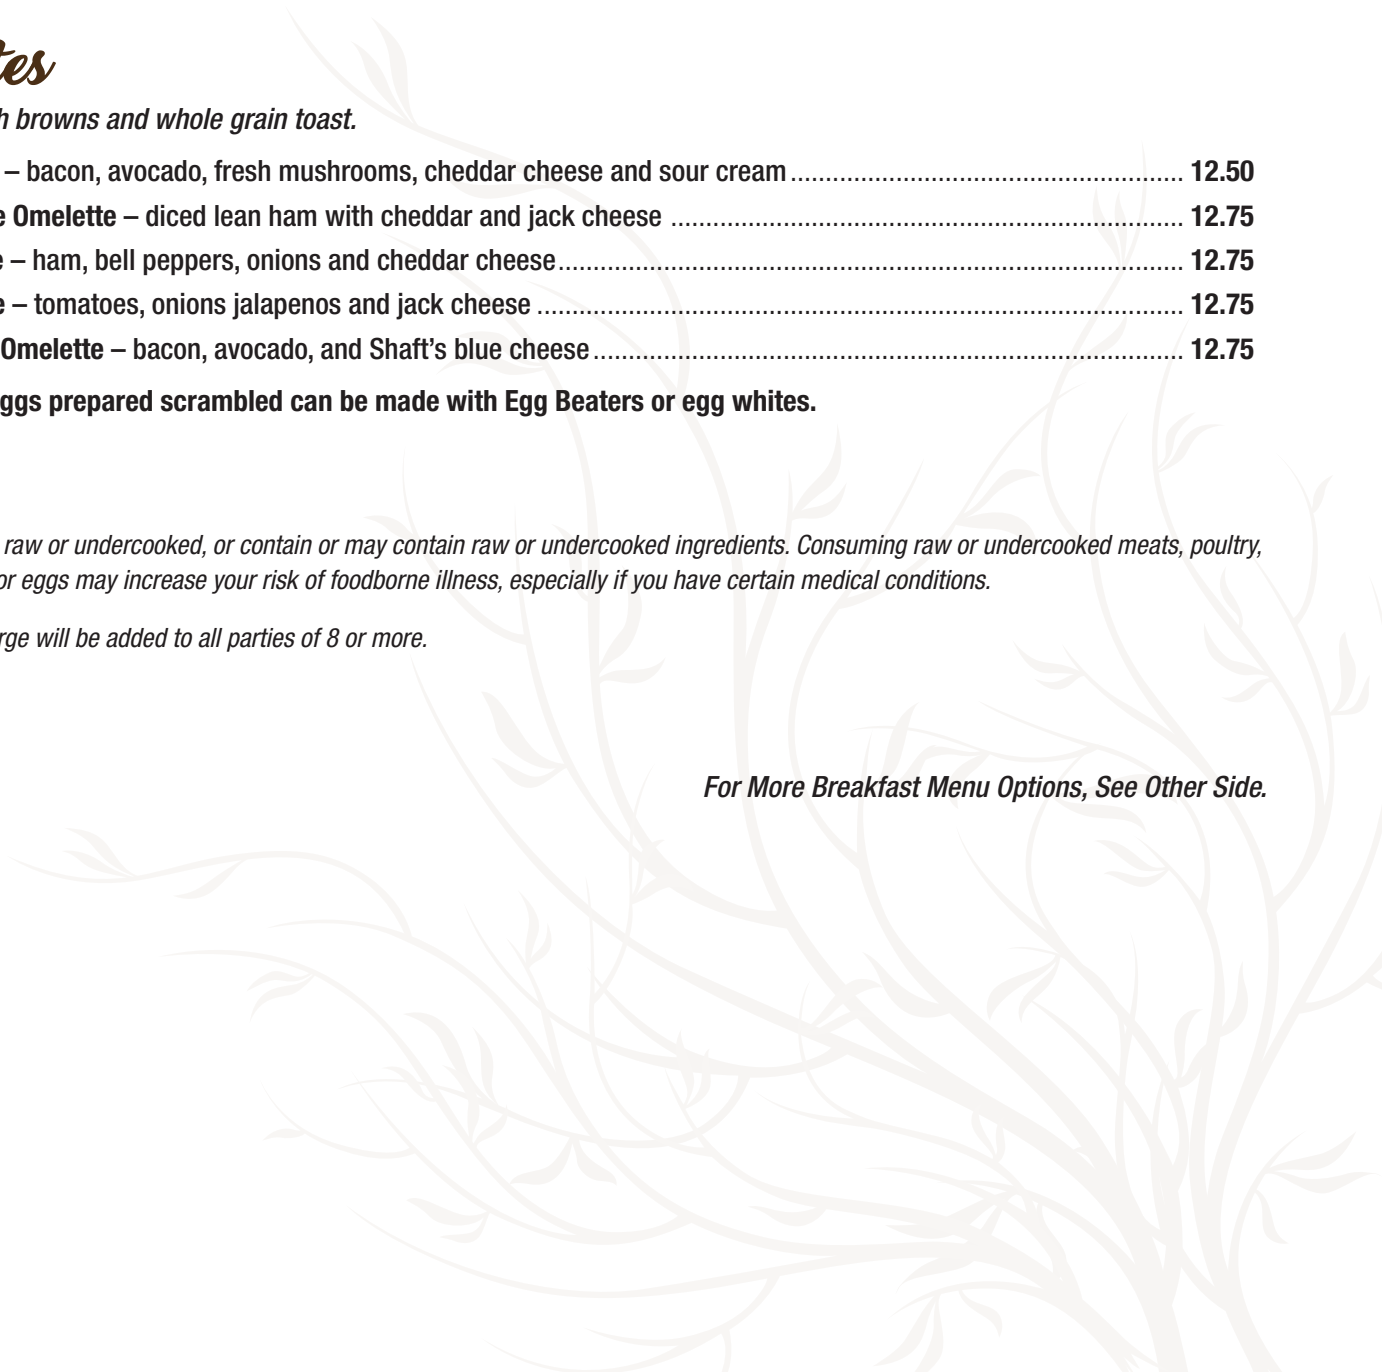 tes
h browns and whole grain toast.
– bacon, avocado, fresh mushrooms, cheddar cheese and sour cream ........................................................ 12.50
e Omelette – diced lean ham with cheddar and jack cheese ......................................................................... 12.75
e – ham, bell peppers, onions and cheddar cheese......................................................................................... 12.75
e – tomatoes, onions jalapenos and jack cheese ............................................................................................ 12.75
Omelette – bacon, avocado, and Shaft's blue cheese .................................................................................... 12.75
ggs prepared scrambled can be made with Egg Beaters or egg whites.
raw or undercooked, or contain or may contain raw or undercooked ingredients. Consuming raw or undercooked meats, poultry,
or eggs may increase your risk of foodborne illness, especially if you have certain medical conditions.
rge will be added to all parties of 8 or more.
For More Breakfast Menu Options, See Other Side.